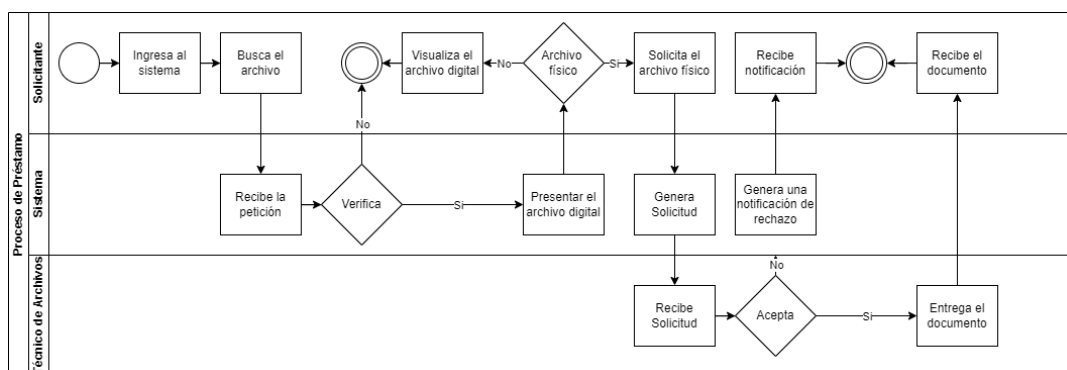 Proceso de Préstamo
Solicitante
Ingresa al
sistema
Busca el
archivo
Visualiza el
archivo digital
No
Archivo
físico
Si
Solicita el
archivo físico
Recibe
notificación
Recibe el
documento
No
Sistema
Recibe la
petición
Verifica
Si
Presentar el
archivo digital
Genera
Solicitud
Genera una
notificación de
rechazo
Técnico de Archivos
No
Recibe
Solicitud
Acepta
Si
Entrega el
documento